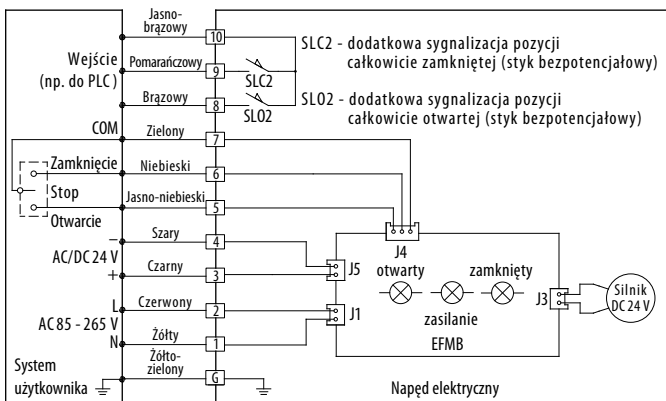 Jasno-
brązowy
10
SLC2 - dodatkowa sygnalizacja pozycji
całkowicie zamkniętej (styk bezpotencjałowy)
Wejście
(np. do PLC)
Pomarańczowy
9
SLC2
Brązowy
8
SLO2
SLO2 - dodatkowa sygnalizacja pozycji
całkowicie otwartej (styk bezpotencjałowy)
COM
Zielony
7
Zamknięcie
Niebieski
6
Stop
Jasno-niebieski
5
Otwarcie
Szary
4
AC/DC 24 V
−
+
Czarny
3
J5
J4
otwarty
zamknięty
J3
Silnik
DC 24 V
L
Czerwony
2
J1
AC 85 - 265 V
zasilanie
N
Żółty
1
EFMB
Żółto-
zielony
G
System
użytkownika
Napęd elektryczny